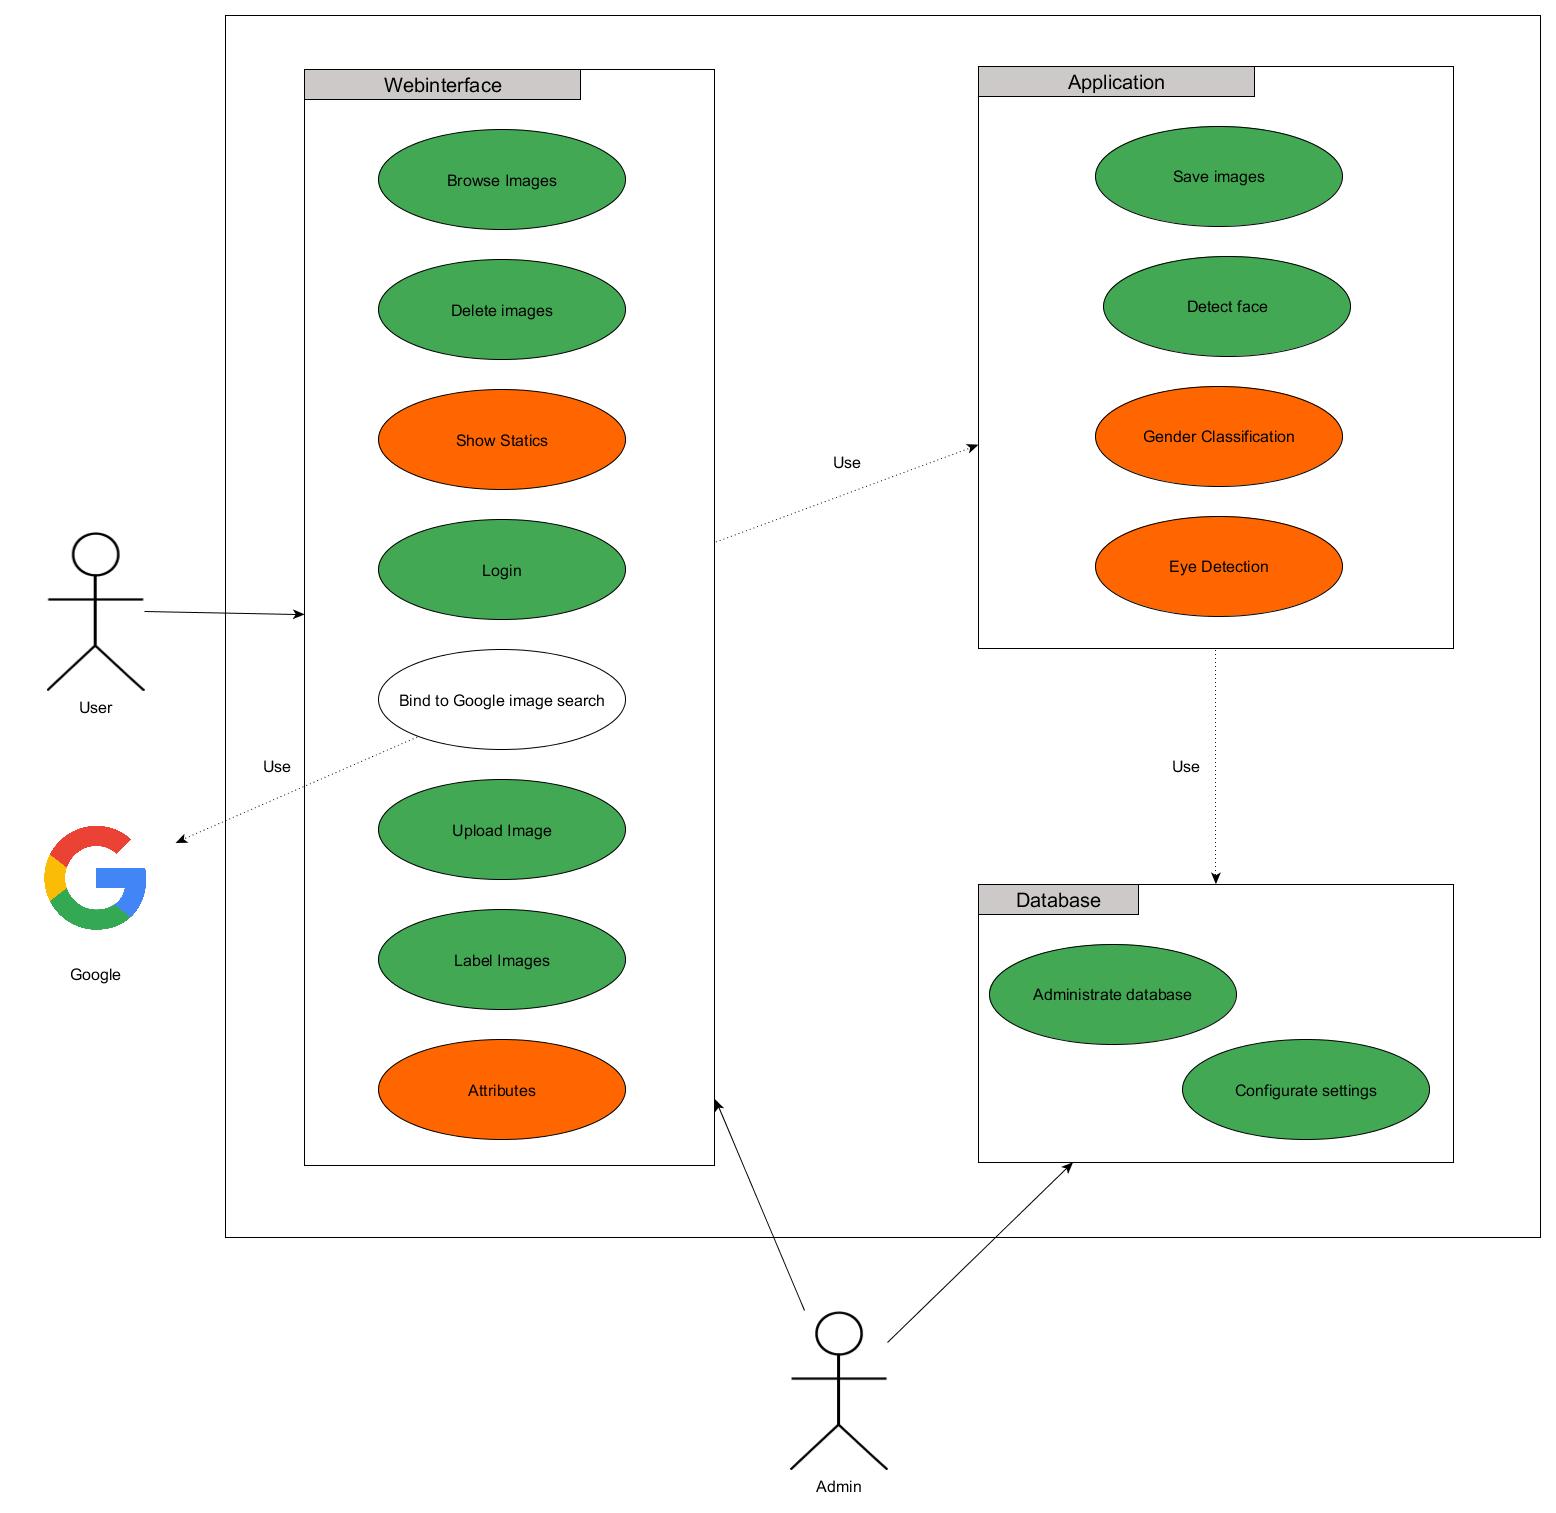 Webinterface
Browse Images
Delete images
Show Statics
Login
Bind to Google image search
Upload Image
Label Images
Attributes
Application
Save images
Detect face
Gender Classification
Eye Detection
Use
Use
Use
Database
Administrate database
Configurate settings
User
Google
Admin